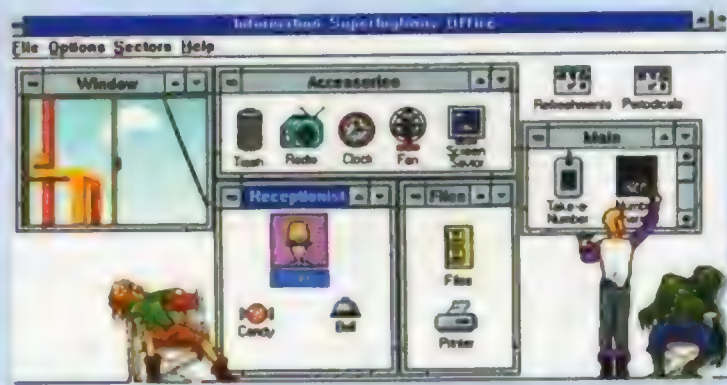 Information Superhighway Office
File Options Sectors Help
Window
Accessories
Trash
Radio
Clock
Fan
Screen
Savior
Refreshments
Periodicals
Main
Take-a
Number
Receptionist
Candy
Bell
Files
Files
Printer